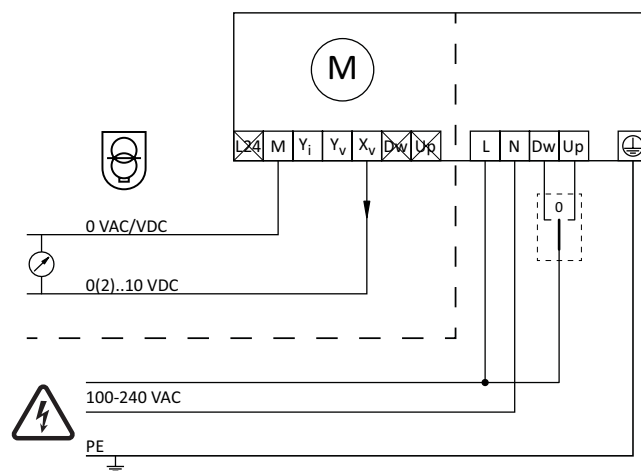 M
L24 M Yi Yv Xv Dw Up L N Dw Up
0
0 VAC/VDC
0(2)..10 VDC
100-240 VAC
PE